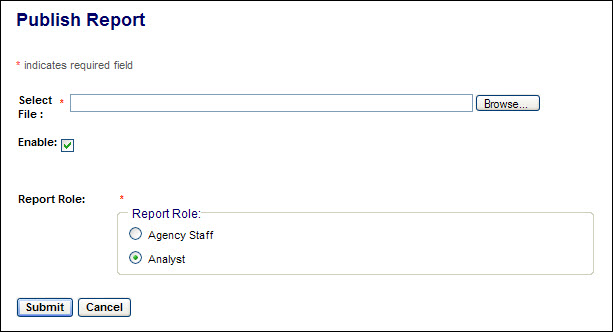 Publish Report
* indicates required field
Select * Browse...
File :
Enable:
Report Role: *
Report Role:
Agency Staff
Analyst
Submit Cancel